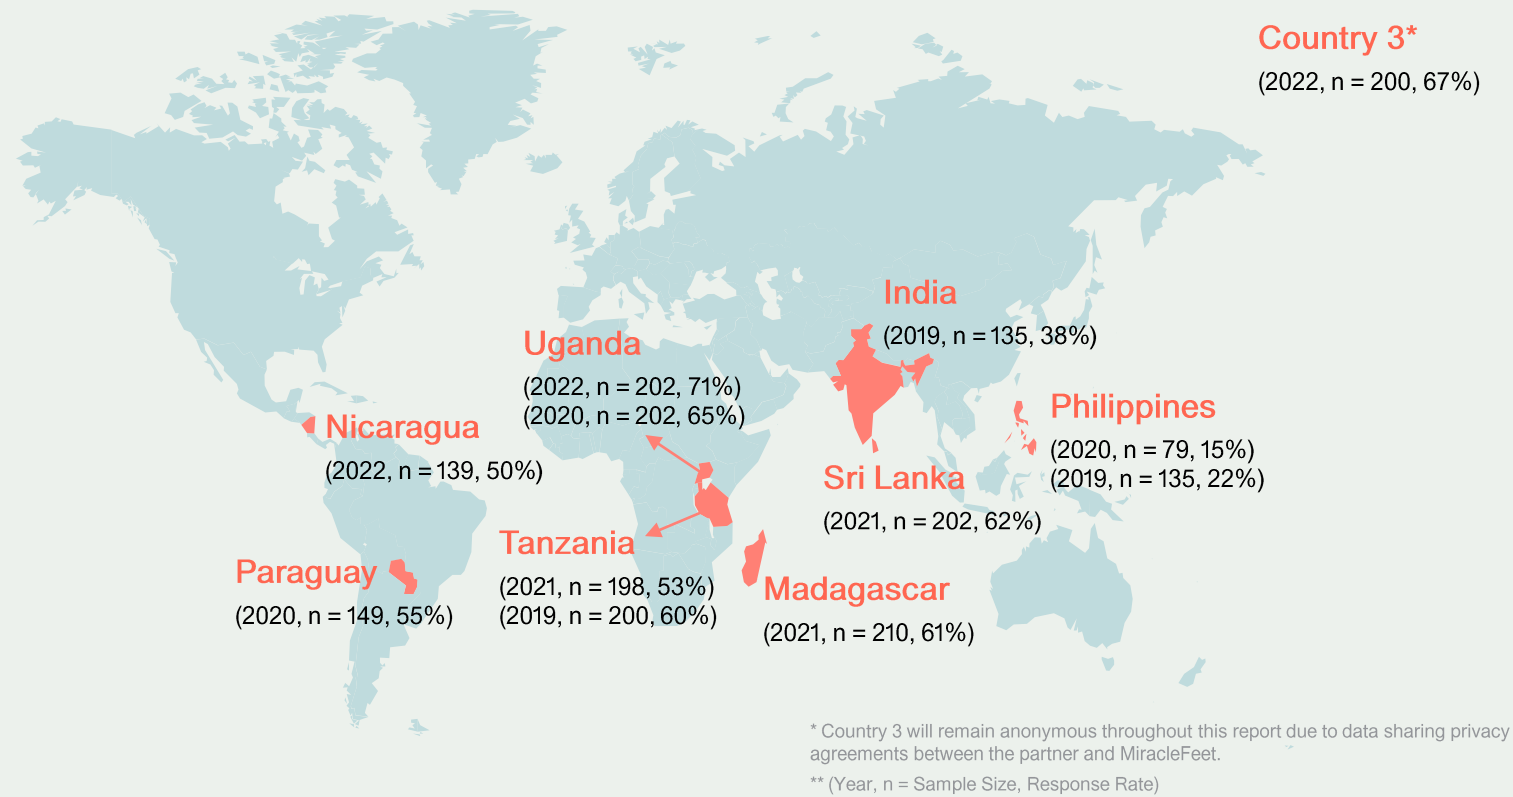 Country 3*
(2022, n = 200, 67%)
India
(2019, n = 135, 38%)
Uganda
(2022, n = 202, 71%)
(2020, n = 202, 65%)
Philippines
(2020, n = 79, 15%)
(2019, n = 135, 22%)
Nicaragua
(2022, n = 139, 50%)
Sri Lanka
(2021, n = 202, 62%)
Tanzania
(2021, n = 198, 53%)
(2019, n = 200, 60%)
Paraguay
(2020, n = 149, 55%)
Madagascar
(2021, n = 210, 61%)
* Country 3 will remain anonymous throughout this report due to data sharing privacy
agreements between the partner and MiracleFeet.
** (Year, n = Sample Size, Response Rate)